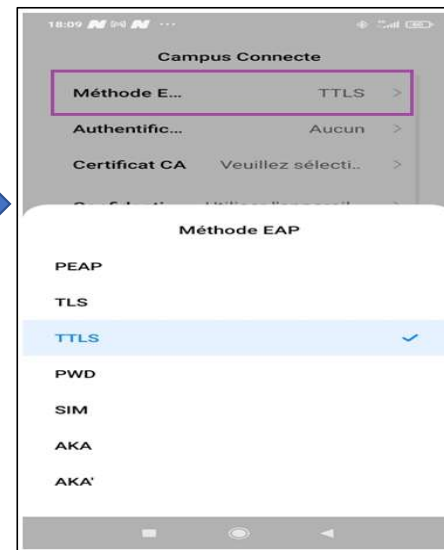 18:09
Campus Connecte
Méthode E... TTLS >
Authentific... Aucun >
Certificat CA Veuillez sélecti.. >
Méthode EAP
PEAP
TLS
TTLS
PWD
SIM
AKA
AKA'